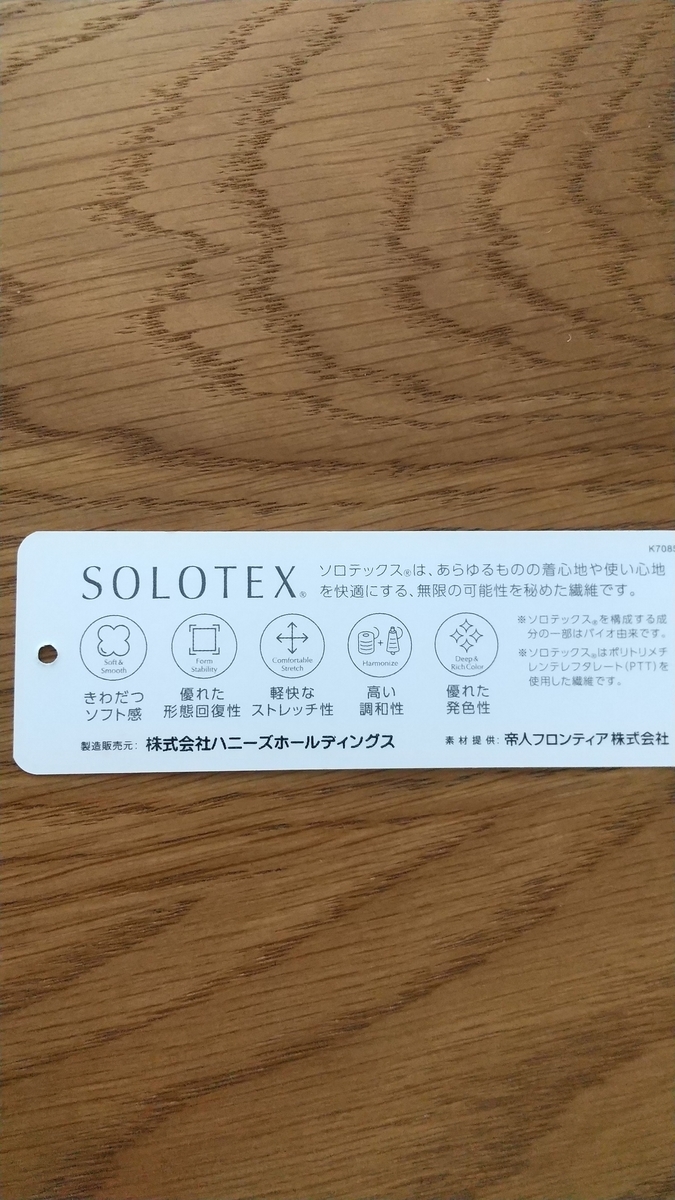 K7085
SOLOTEX®
ソロテックス®は、あらゆるものの着心地や使い心地
を快適にする、無限の可能性を秘めた繊維です。
Soft &
Smooth
きわだつ
ソフト感
Form
Stability
優れた
形態回復性
Comfortable
Stretch
軽快な
ストレッチ性
Harmonize
高い
調和性
Deep &
Rich Color
優れた
発色性
※ソロテックス®を構成する成
分の一部はバイオ由来です。
※ソロテックス®はポリトリメチ
レンテレフタレート(PTT)を
使用した繊維です。
製造販売元: 株式会社ハニーズホールディングス
素材提供: 帝人フロンティア株式会社